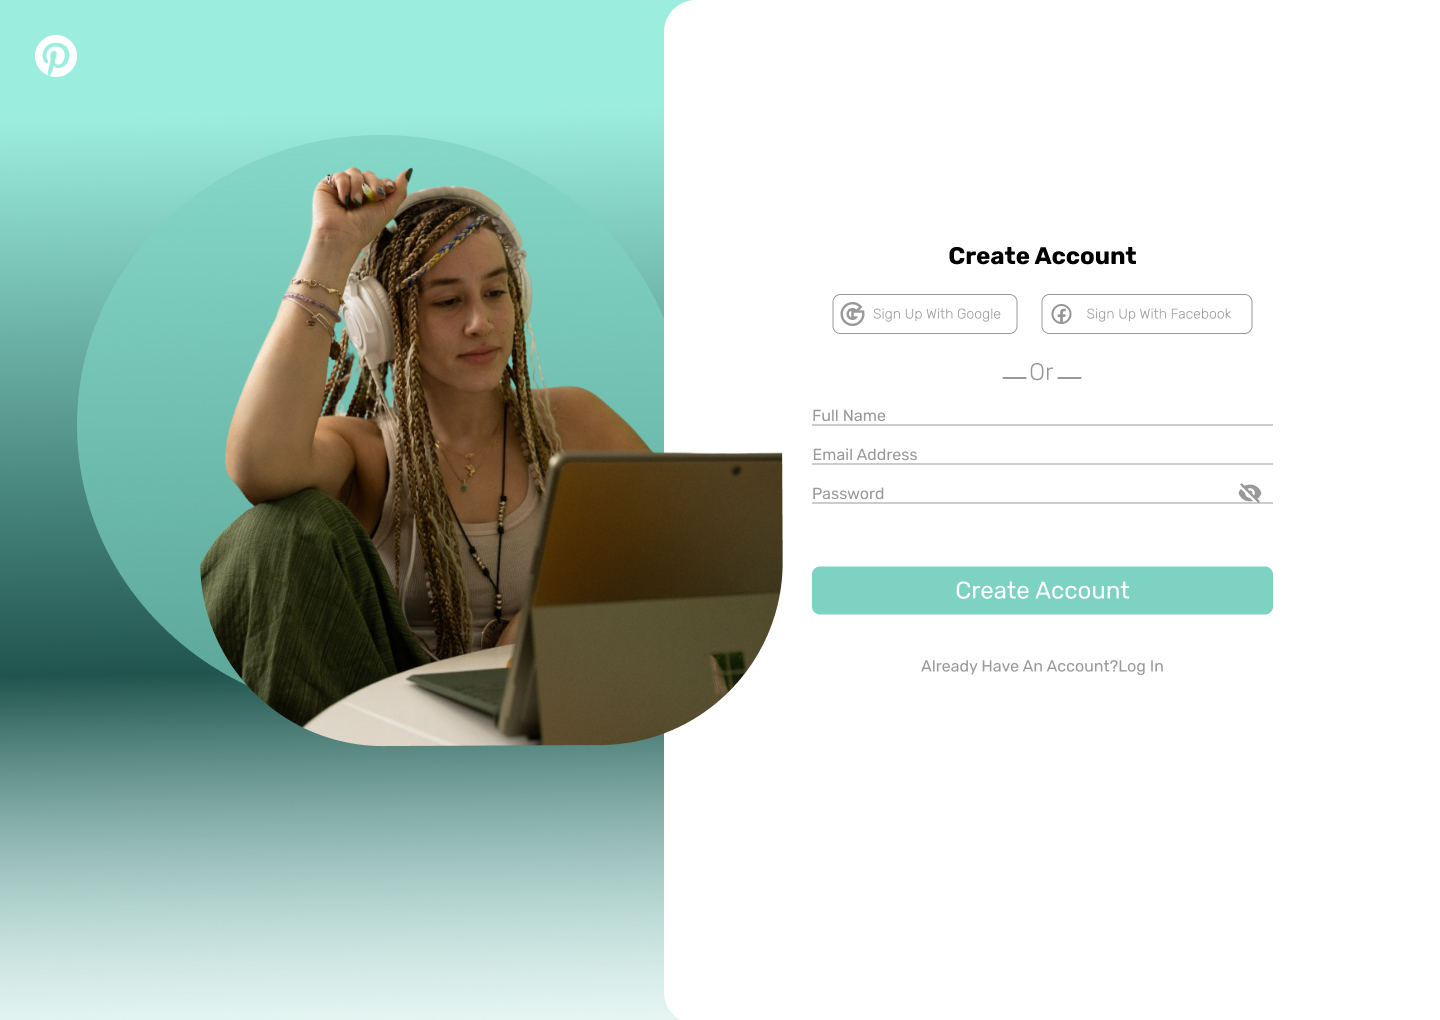 Create Account
Sign Up With Google
Sign Up With Facebook
Or
Full Name
Email Address
Password
Create Account
Already Have An Account?Log In